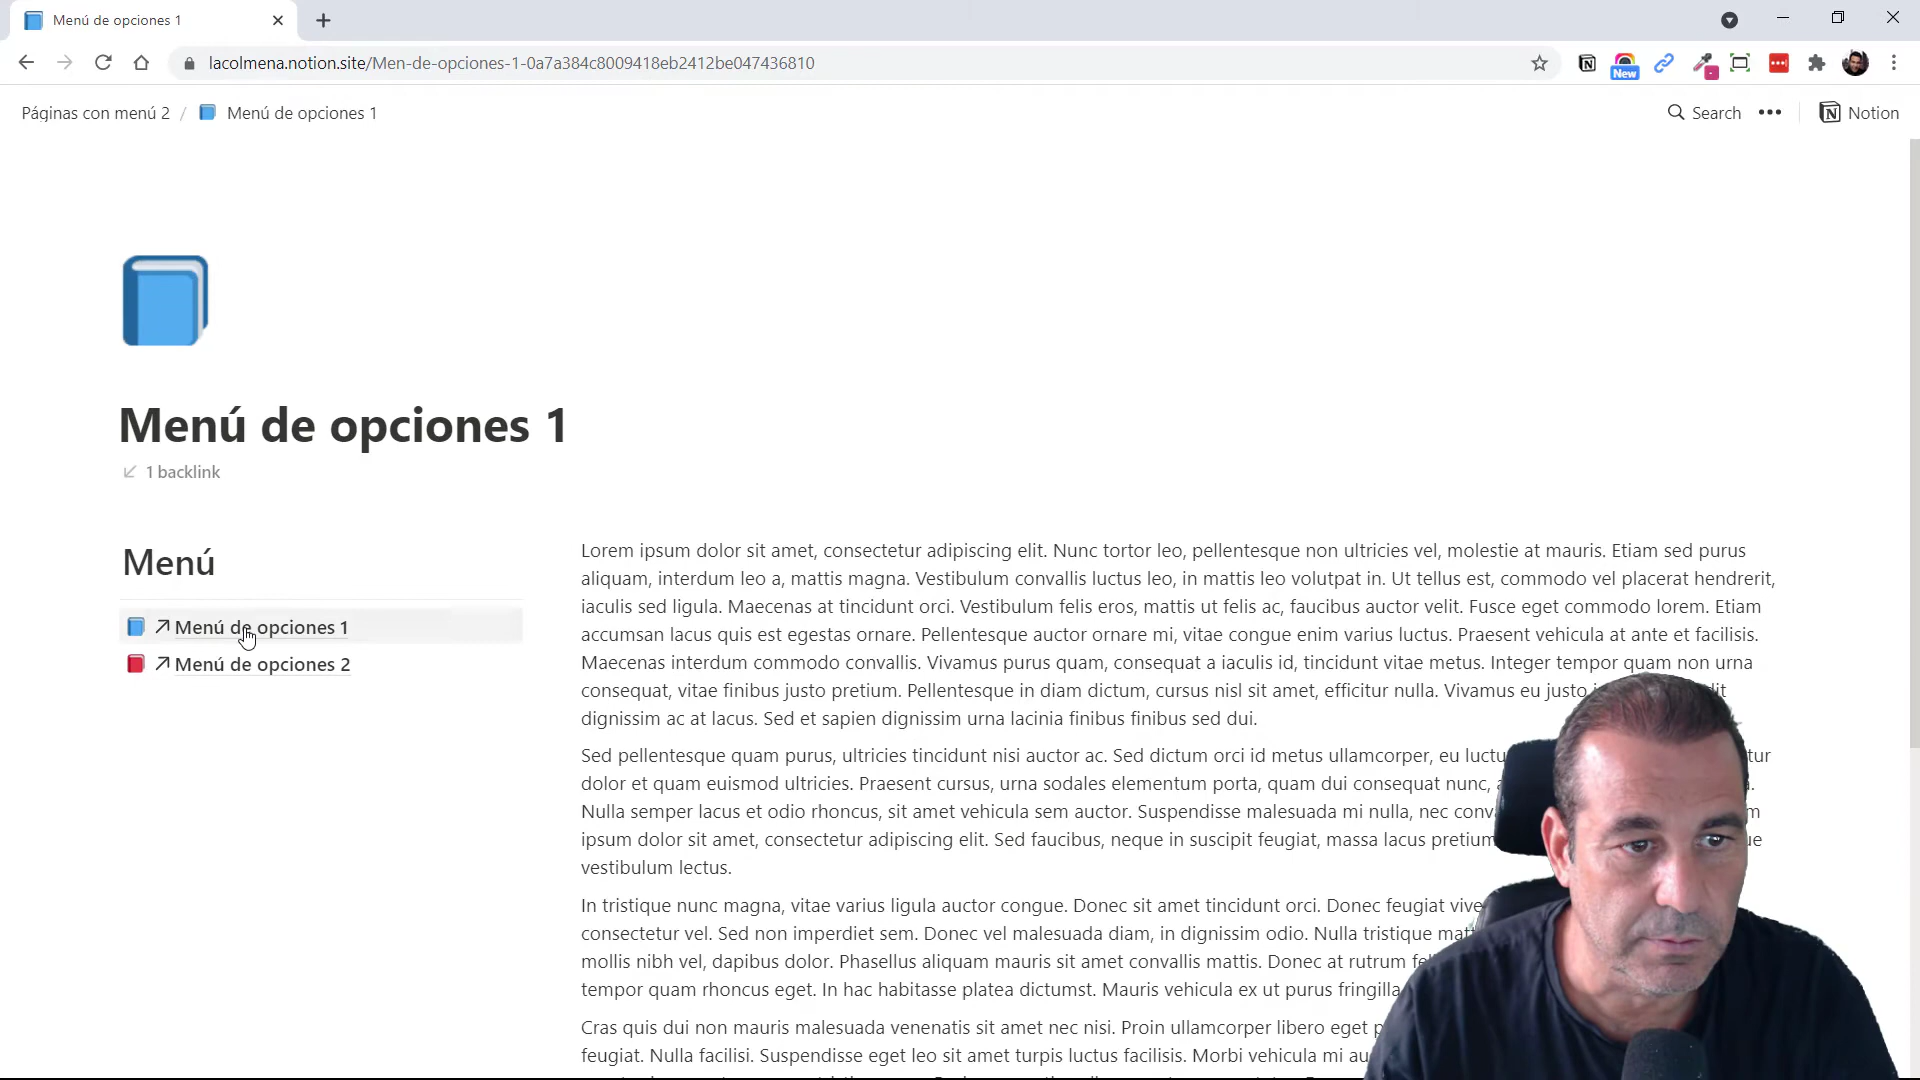 Menú de opciones 1
lacolmena.notion.site/Men-de-opciones-1-0a7a384c8009418eb2412be047436810
New
Páginas con menú 2 / Menú de opciones 1
Search ••• Notion
Menú de opciones 1
1 backlink
Menú
Menú de opciones 1
Menú de opciones 2
Lorem ipsum dolor sit amet, consectetur adipiscing elit. Nunc tortor leo, pellentesque non ultricies vel, molestie at mauris. Etiam sed purus
aliquam, interdum leo a, mattis magna. Vestibulum convallis luctus leo, in mattis leo volutpat in. Ut tellus est, commodo vel placerat hendrerit,
iaculis sed ligula. Maecenas at tincidunt orci. Vestibulum felis eros, mattis ut felis ac, faucibus auctor velit. Fusce eget commodo lorem. Etiam
accumsan lacus quis est egestas ornare. Pellentesque auctor ornare mi, vitae congue enim varius luctus. Praesent vehicula at ante et facilisis.
Maecenas interdum commodo convallis. Vivamus purus quam, consequat a iaculis id, tincidunt vitae metus. Integer tempor quam non urna
consequat, vitae finibus justo pretium. Pellentesque in diam dictum, cursus nisl sit amet, efficitur nulla. Vivamus eu justo
dignissim ac at lacus. Sed et sapien dignissim urna lacinia finibus finibus sed dui.
Sed pellentesque quam purus, ultricies tincidunt nisi auctor ac. Sed dictum orci id metus ullamcorper, eu
dolor et quam euismod ultricies. Praesent cursus, urna sodales elementum porta, quam dui consequat nunc,
Nulla semper lacus et odio rhoncus, sit amet vehicula sem auctor. Suspendisse malesuada mi nulla, nec
ipsum dolor sit amet, consectetur adipiscing elit. Sed faucibus, neque in suscipit feugiat, massa lacus
vestibulum lectus.
In tristique nunc magna, vitae varius ligula auctor congue. Donec sit amet tincidunt orci. Donec feugiat
consectetur vel. Sed non imperdiet sem. Donec vel malesuada diam, in dignissim odio. Nulla tristique
mollis nibh vel, dapibus dolor. Phasellus aliquam mauris sit amet convallis mattis. Donec at rutrum
tempor quam rhoncus eget. In hac habitasse platea dictumst. Mauris vehicula ex ut purus fringilla
Cras quis dui non mauris malesuada venenatis sit amet nec nisi. Proin ullamcorper libero eget
feugiat. Nulla facilisi. Suspendisse eget leo sit amet turpis luctus facilisis. Morbi vehicula mi